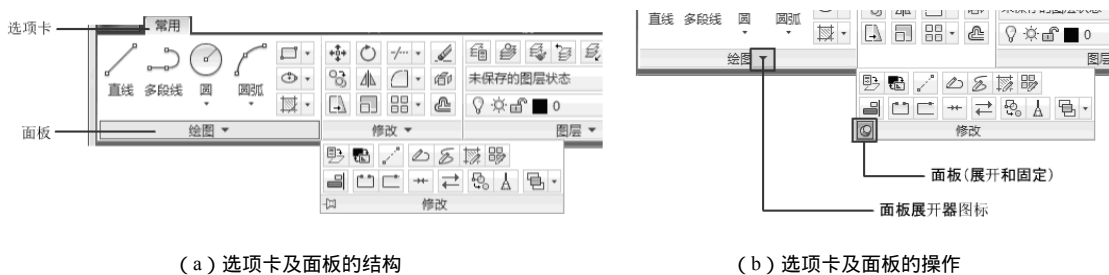 选项卡
常用
直线 多段线 圆 圆弧
未保存的图层状态
0
面板
绘图 修改 图层
修改
(a)选项卡及面板的结构
直线 多段线 圆 圆弧
0
绘图
修改
面板(展开和固定)
面板展开器图标
(b)选项卡及面板的操作